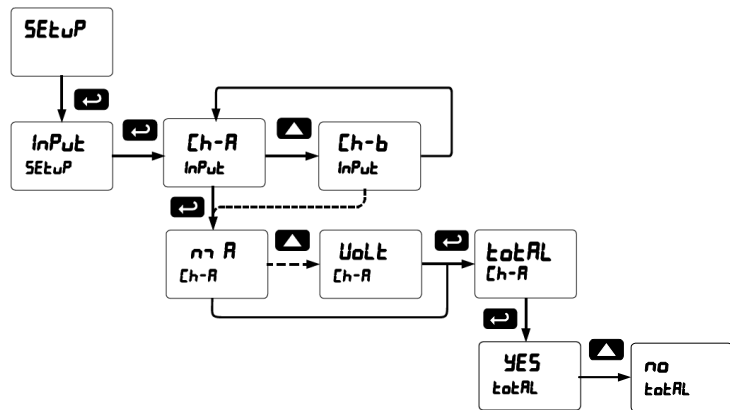 SEtuP
InPut
SEtuP
Ch-A
InPut
Ch-b
InPut
mA
Ch-A
VoLt
Ch-A
totAL
Ch-A
YES
totAL
no
totAL